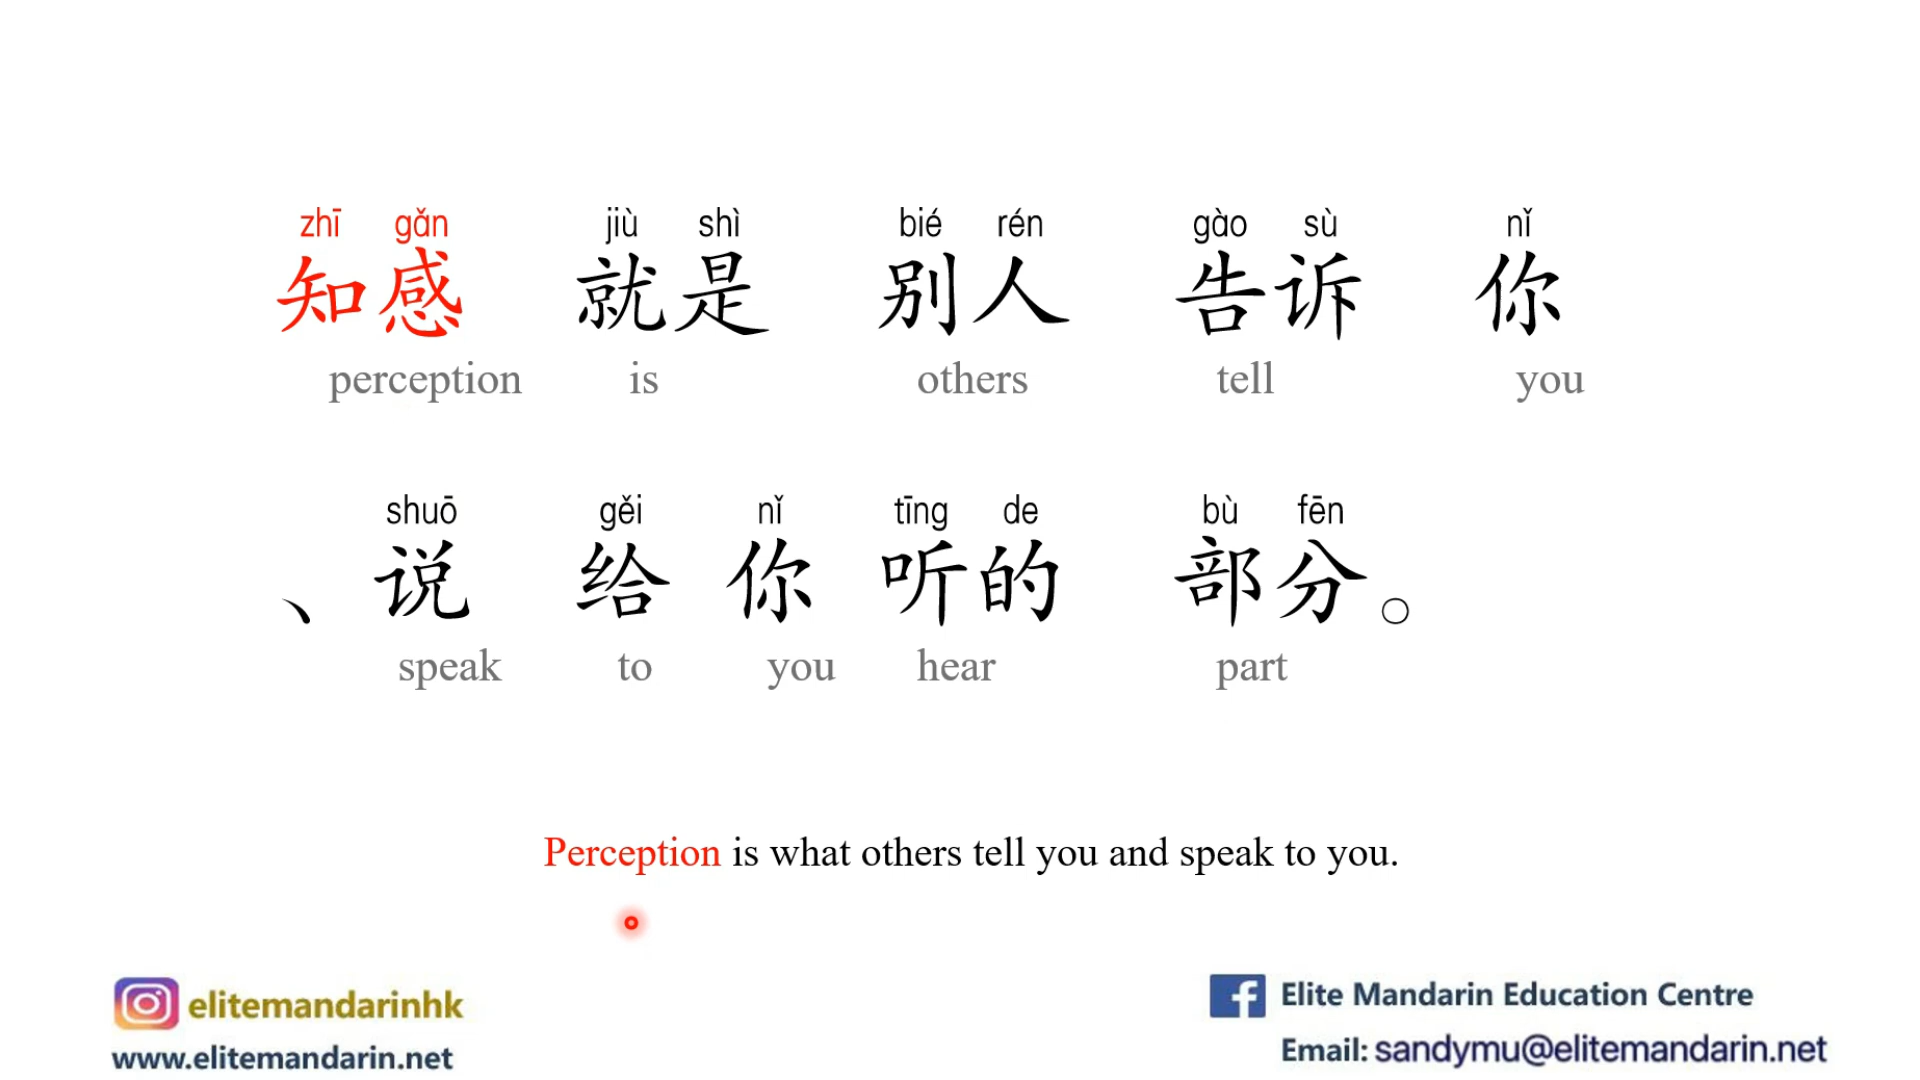 zhī gǎn jiù shì bié rén gào sù nǐ
知感 就是 别人 告诉 你
perception is others tell you
shuō gěi nǐ tīng de bù fēn
、说 给 你 听的 部分。
speak to you hear part
Perception is what others tell you and speak to you.
elitemandarinhk
www.elitemandarin.net
Elite Mandarin Education Centre
Email: sandymu@elitemandarin.net